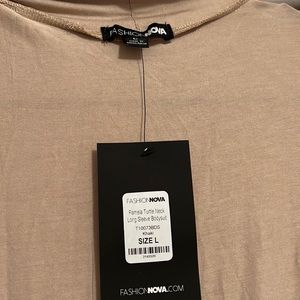 FASHIONNOVA
FASHIONNOVA
Pamela Turtle Neck
Long Sleeve Bodysuit
Khaki
SIZE L
FASHIONNOVA.COM